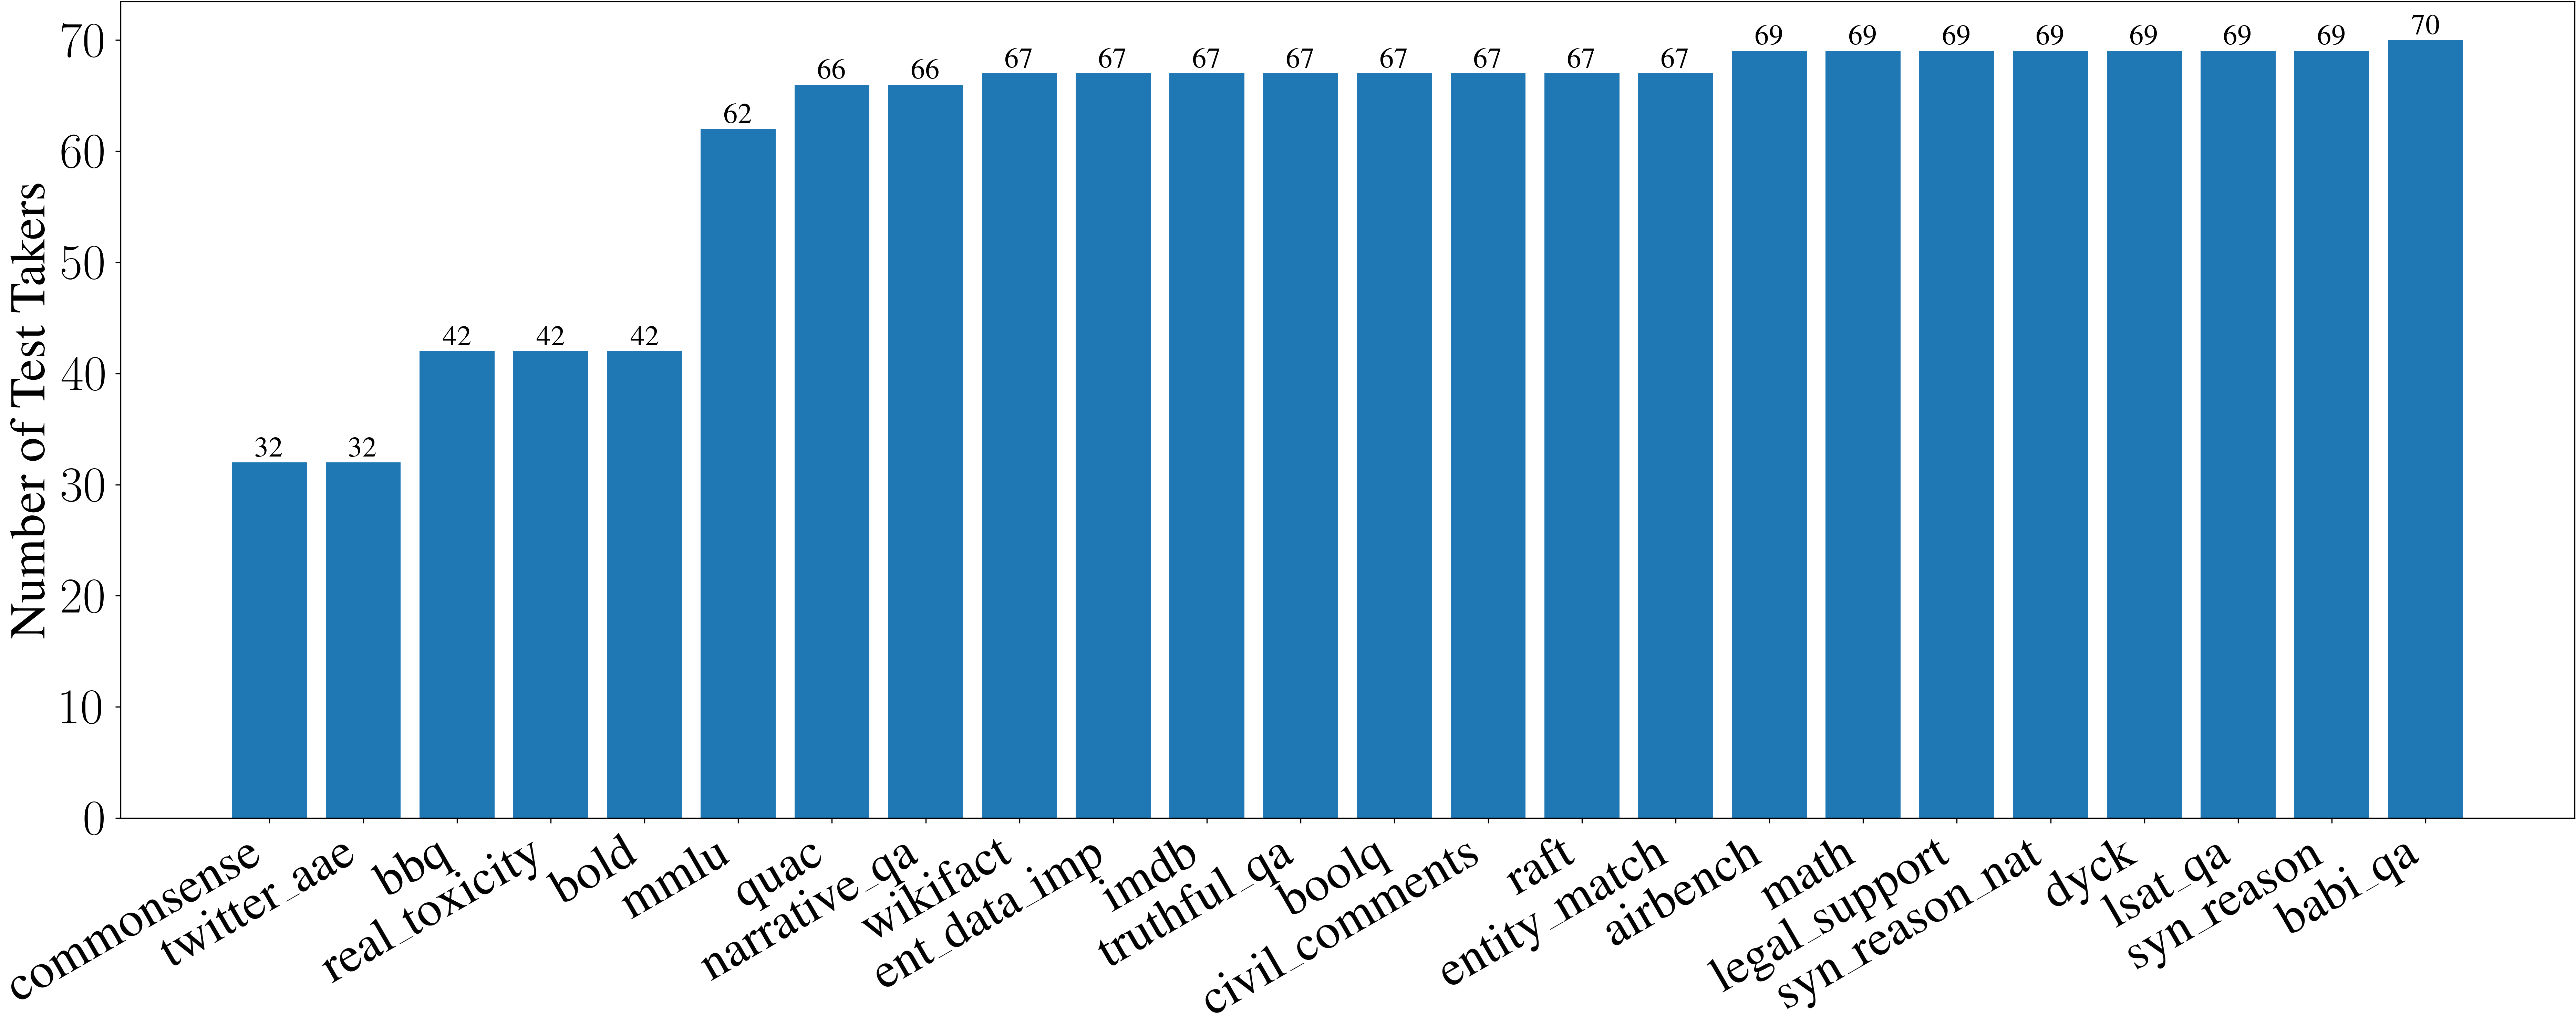 Number of Test Takers
70
60
50
40
30
20
10
0
32
32
42
42
42
62
66
66
67
67
67
67
67
67
67
67
69
69
69
69
69
69
69
70
commonsense
twitter_aae
bbq
real_toxicity
bold
mmlu
quac
narrative_qa
wikifact
ent_data_imp
imdb
truthful_qa
boolq
civil_comments
raft
entity_match
airbench
math
legal_support
syn_reason_nat
dyck
lsat_qa
syn_reason
babi_qa